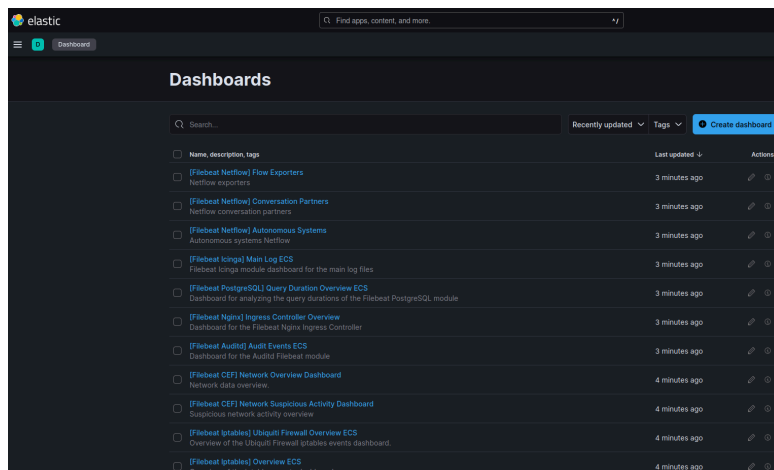 elastic
Find apps, content, and more.
^/
D
Dashboard
Dashboards
Search...
Recently updated
Tags
Create dashboard
Name, description, tags
Last updated
Actions
[Filebeat Netflow] Flow Exporters
Netflow exporters
3 minutes ago
[Filebeat Netflow] Conversation Partners
Netflow conversation partners
3 minutes ago
[Filebeat Netflow] Autonomous Systems
Autonomous systems Netflow
3 minutes ago
[Filebeat Icinga] Main Log ECS
Filebeat Icinga module dashboard for the main log files
3 minutes ago
[Filebeat PostgreSQL] Query Duration Overview ECS
Dashboard for analyzing the query durations of the Filebeat PostgreSQL module
3 minutes ago
[Filebeat Nginx] Ingress Controller Overview
Dashboard for the Filebeat Nginx Ingress Controller
3 minutes ago
[Filebeat Auditd] Audit Events ECS
Dashboard for the Auditd Filebeat module
3 minutes ago
[Filebeat CEF] Network Overview Dashboard
Network data overview.
4 minutes ago
[Filebeat CEF] Network Suspicious Activity Dashboard
Suspicious network activity overview
4 minutes ago
[Filebeat Iptables] Ubiquiti Firewall Overview ECS
Overview of the Ubiquiti Firewall iptables events dashboard.
4 minutes ago
[Filebeat Iptables] Overview ECS
4 minutes ago